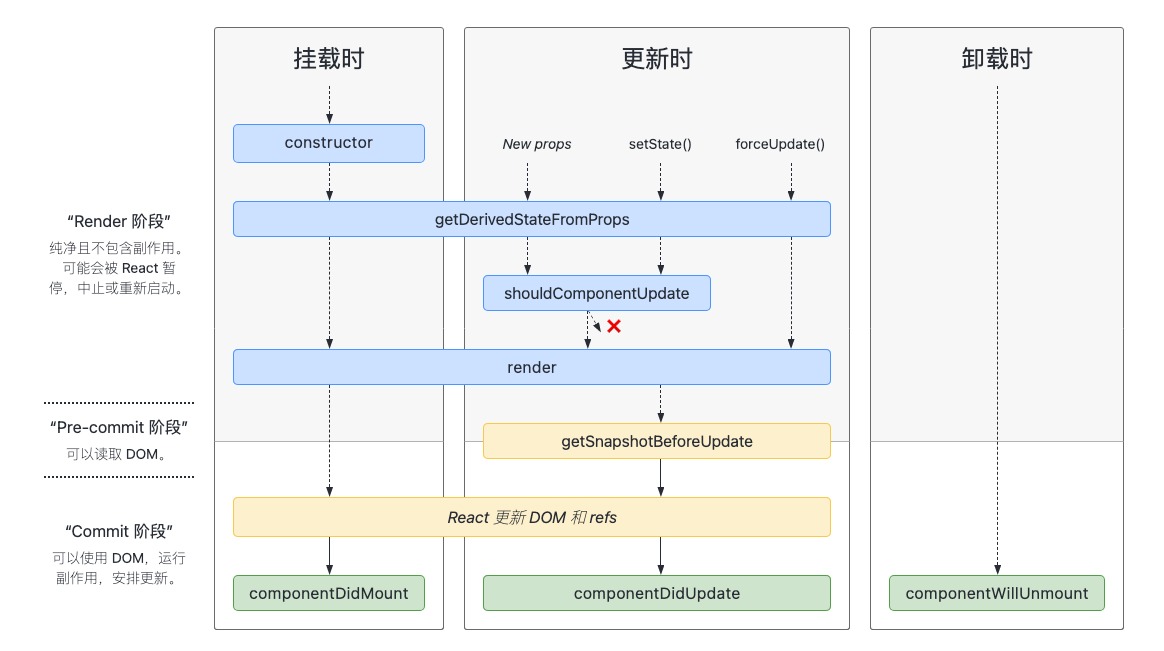 挂载时
更新时
卸载时
constructor
New props
setState()
forceUpdate()
“Render 阶段”
纯净且不包含副作用。
可能会被 React 暂
停，中止或重新启动。
getDerivedStateFromProps
shouldComponentUpdate
render
“Pre-commit 阶段”
可以读取 DOM。
getSnapshotBeforeUpdate
“Commit 阶段”
可以使用 DOM，运行
副作用，安排更新。
React 更新 DOM 和 refs
componentDidMount
componentDidUpdate
componentWillUnmount